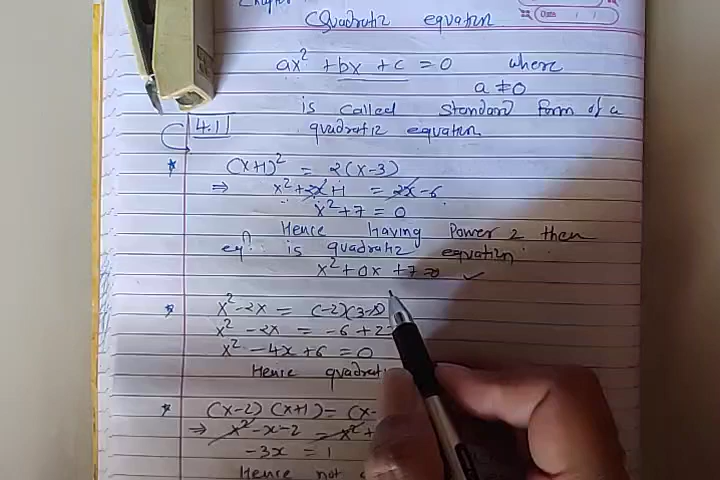 Chapter
Quadratic equation
Date / /
ax² + bx + c = 0 where
a ≠ 0
is called standard form of a
4.1 quadratic equation
* (x+1)² = 2(x-3)
⇒ x² + 2x + 1 = 2x - 6
x² + 7 = 0
Hence having Power 2 then
eqⁿ is quadratic equation
x² + 0x + 7 = 0 ✓
* x² - 2x = (-2)(3-x)
x² - 2x = -6 + 2
x² - 4x + 6 = 0
Hence
* (x-2) (x+1) = (x-
⇒ x² - x - 2 = x² +
-3x = 1
Hence not